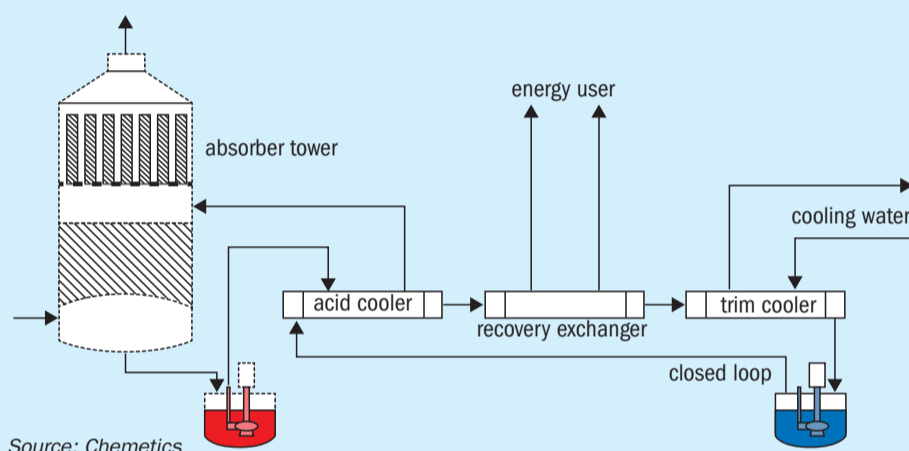 energy user
absorber tower
cooling water
acid cooler
trim cooler
recovery exchanger
closed loop
Source: Chemetics